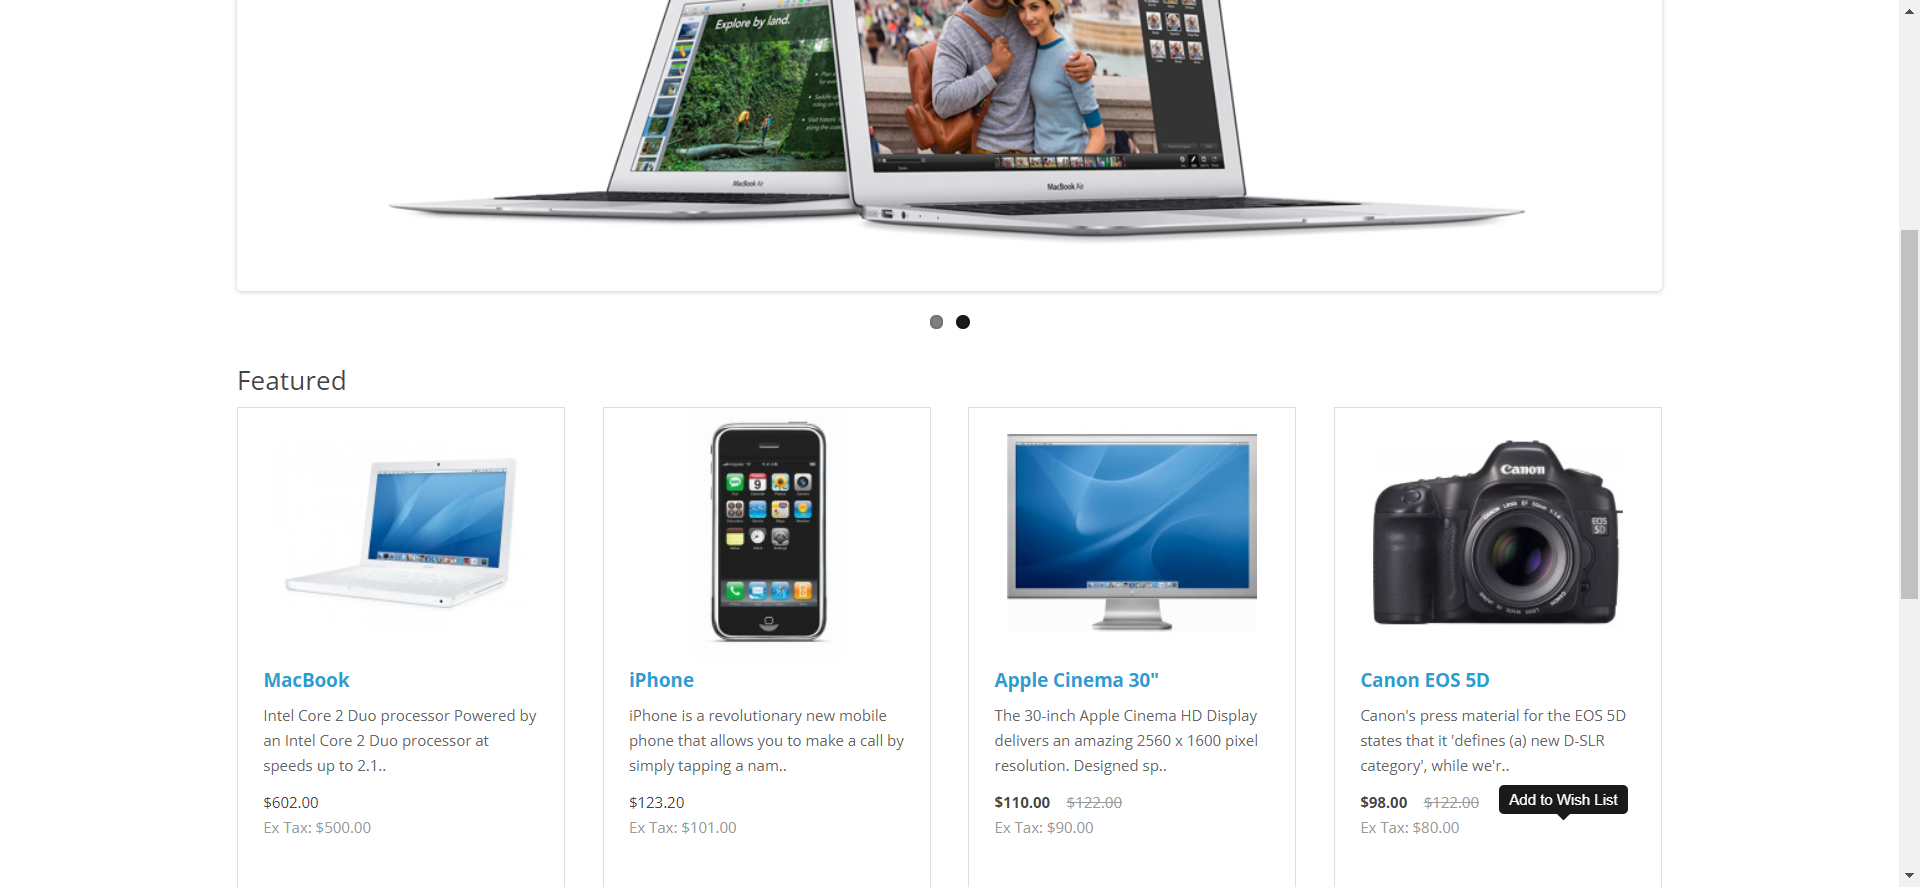 Explore by land.
MacBook Air
MacBook Air
Featured
Canon
EOS
5D
MacBook
Intel Core 2 Duo processor Powered by
an Intel Core 2 Duo processor at
speeds up to 2.1..
$602.00
Ex Tax: $500.00
iPhone
iPhone is a revolutionary new mobile
phone that allows you to make a call by
simply tapping a nam..
$123.20
Ex Tax: $101.00
Apple Cinema 30"
The 30-inch Apple Cinema HD Display
delivers an amazing 2560 x 1600 pixel
resolution. Designed sp..
$110.00 $122.00
Ex Tax: $90.00
Canon EOS 5D
Canon's press material for the EOS 5D
states that it 'defines (a) new D-SLR
category', while we'r..
$98.00 $122.00
Add to Wish List
Ex Tax: $80.00